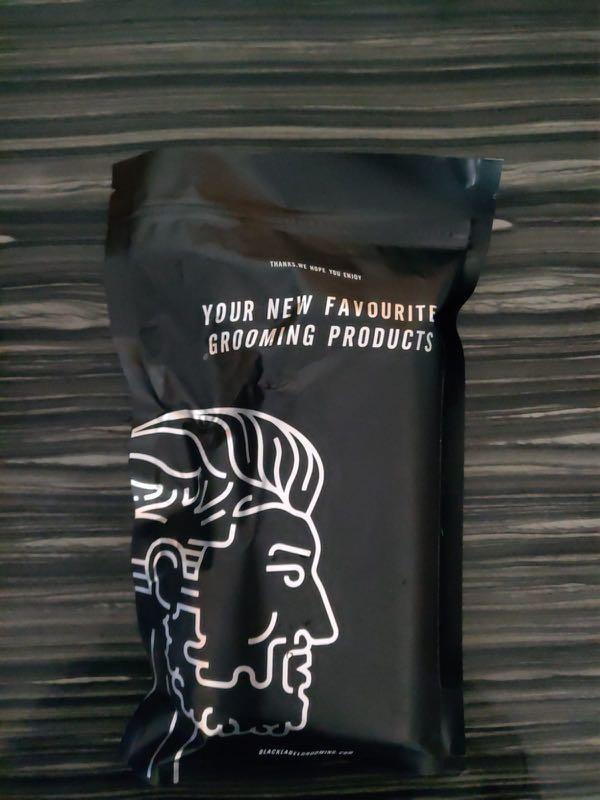 THANKS. WE HOPE YOU ENJOY
YOUR NEW FAVOURITE
GROOMING PRODUCTS
BLACKLABELGROOMING.COM